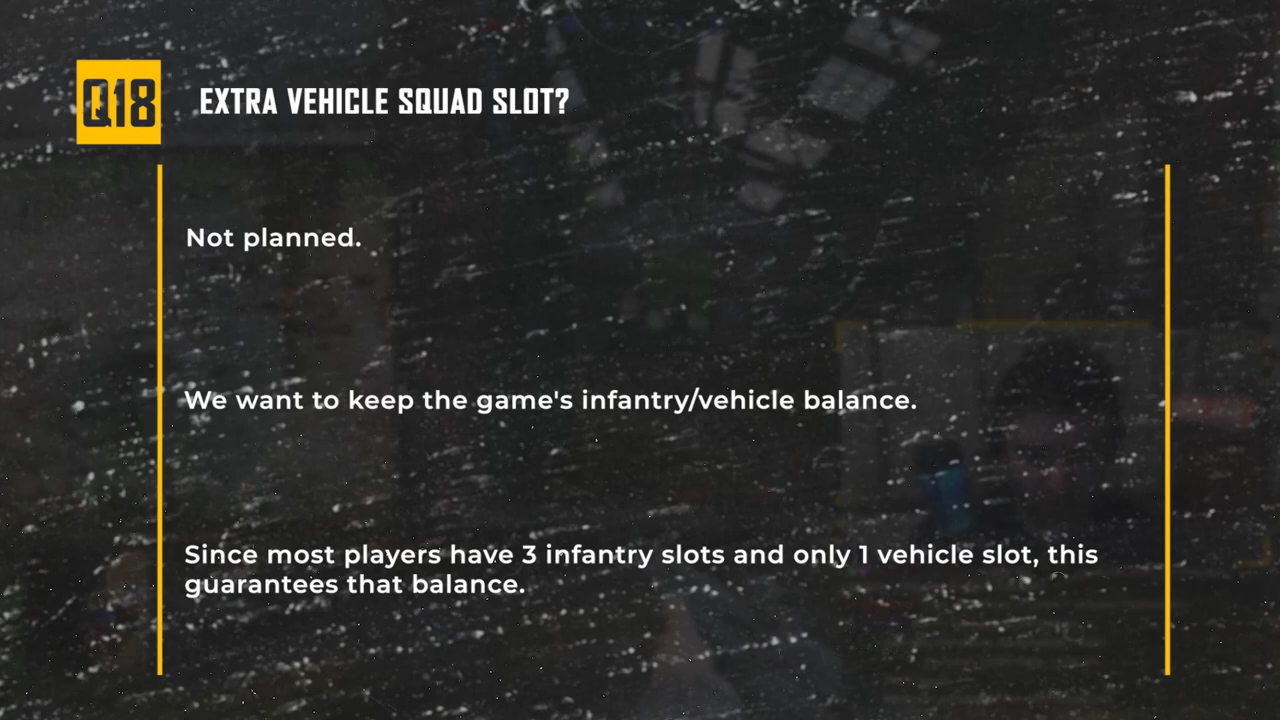 Q18
EXTRA VEHICLE SQUAD SLOT?
Not planned.
We want to keep the game's infantry/vehicle balance.
Since most players have 3 infantry slots and only 1 vehicle slot, this
guarantees that balance.